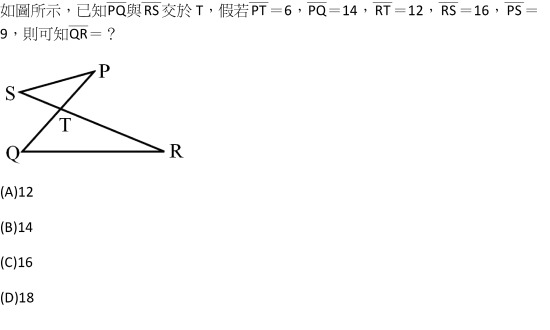 如圖所示，已知PQ與RS交於T，假若PT＝6，PQ＝14，RT＝12，RS＝16，PS＝
9，則可知QR＝？
P
S
T
Q
R
(A)12
(B)14
(C)16
(D)18